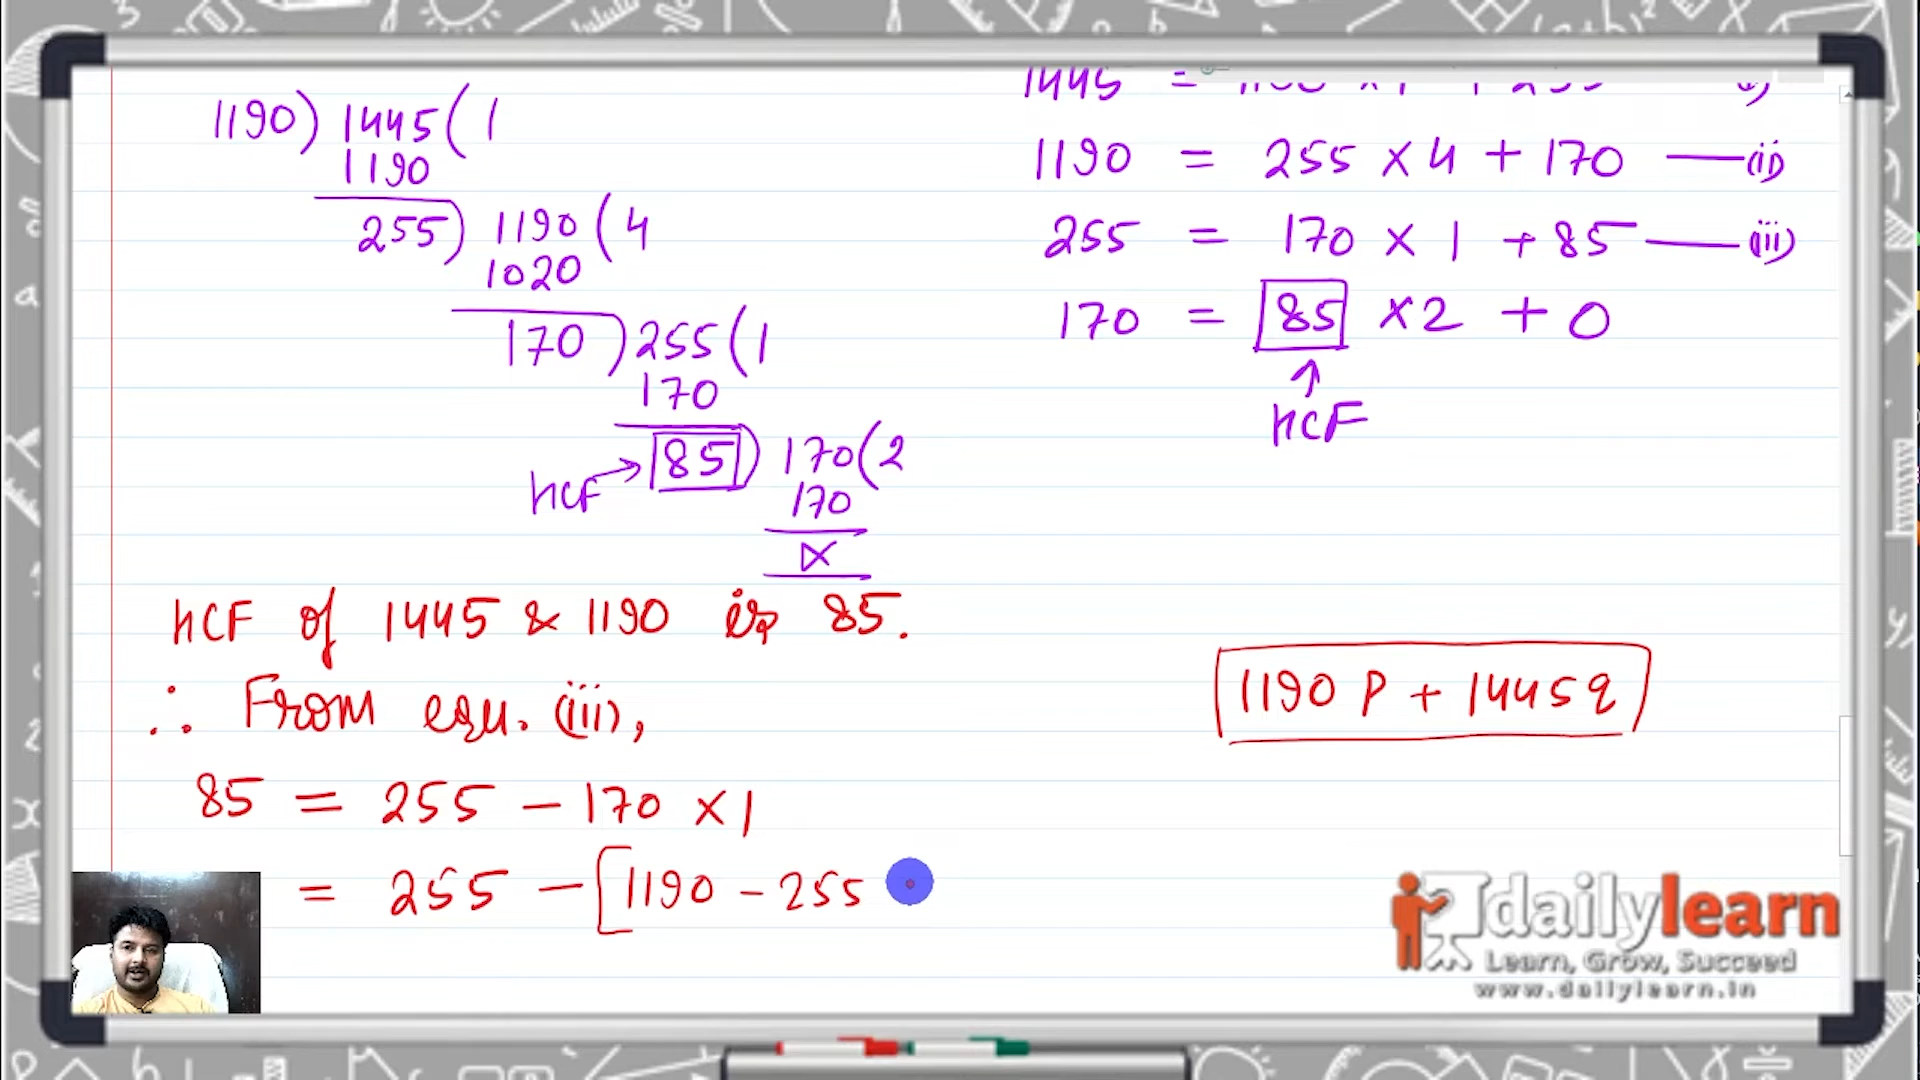 1190) 1445 ( 1
1190
255) 1190 ( 4
1020
170 ) 255 ( 1
170
HCF → 85) 170 ( 2
170
×
1445 =
1190 = 255 × 4 + 170 — (ii)
255 = 170 × 1 + 85 — (iii)
170 = 85 × 2 + 0
↑
HCF
HCF of 1445 & 1190 is 85.
∴ From equ. (iii),
85 = 255 − 170 × 1
= 255 − [1190 − 255
1190 p + 1445 q
dailylearn
Learn, Grow, Succeed
www.dailylearn.in